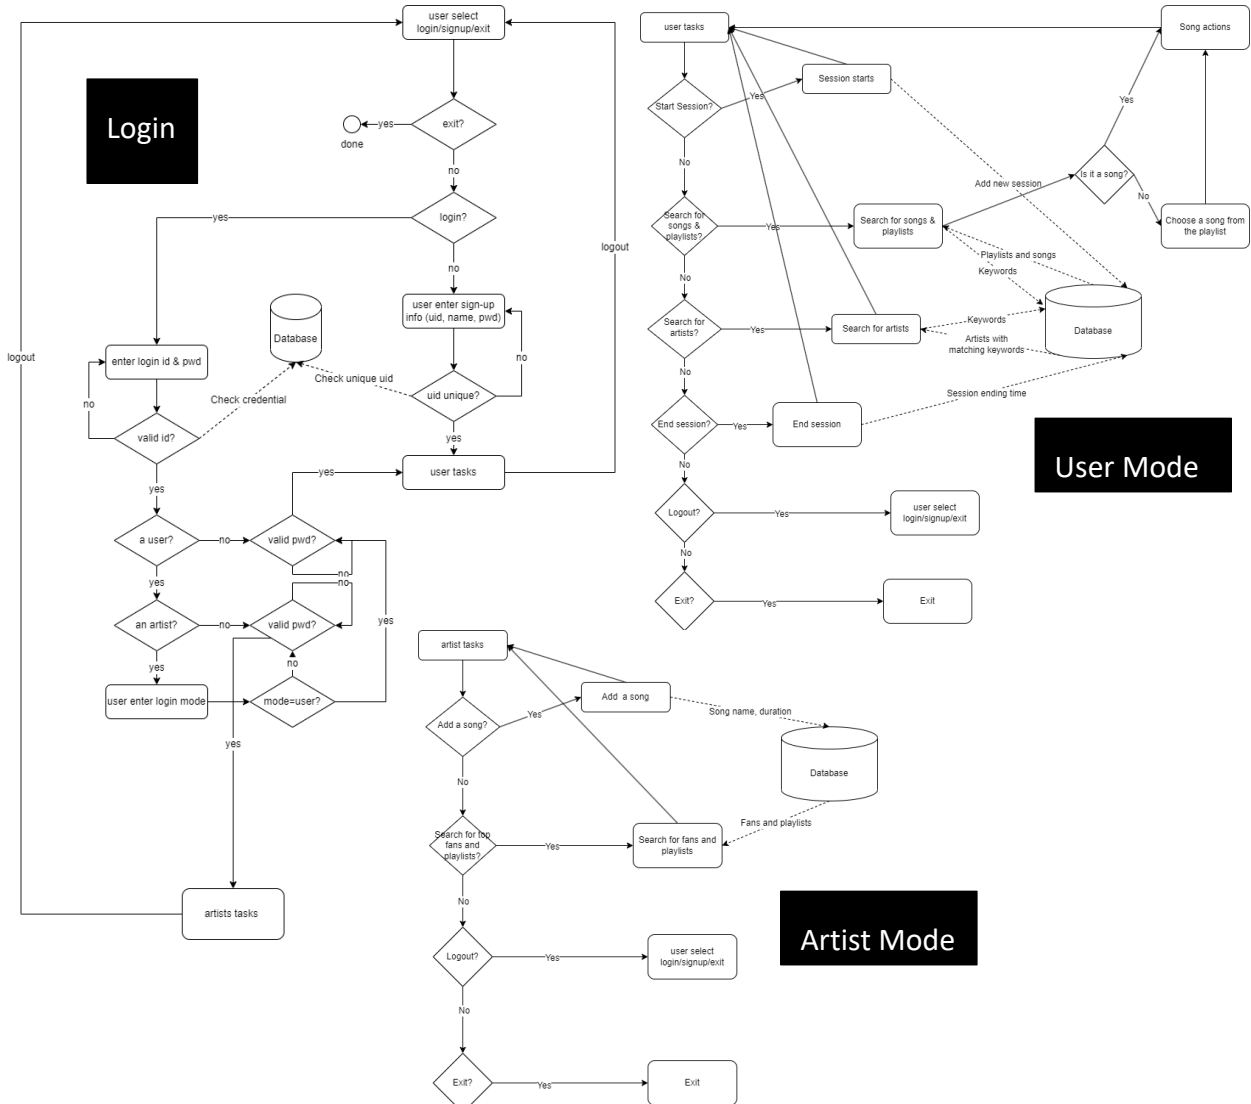 Login
user select
login/signup/exit
exit?
yes
done
no
login?
yes
no
user enter sign-up
info (uid, name, pwd)
no
uid unique?
Check unique uid
Database
yes
user tasks
logout
enter login id & pwd
no
valid id?
Check credential
yes
a user?
no
valid pwd?
yes
no
yes
an artist?
no
valid pwd?
no
yes
user enter login mode
mode=user?
no
yes
yes
artists tasks
logout
User Mode
user tasks
Start Session?
Yes
Session starts
Add new session
No
Search for
songs &
playlists?
Yes
Search for songs &
playlists
Playlists and songs
Keywords
Is it a song?
Yes
Song actions
No
Choose a song from
the playlist
Database
No
Search for
artists?
Yes
Search for artists
Keywords
Artists with
matching keywords
No
End session?
Yes
End session
Session ending time
No
Logout?
Yes
user select
login/signup/exit
No
Exit?
Yes
Exit
Artist Mode
artist tasks
Add a song?
Yes
Add a song
Song name, duration
Database
No
Search for top
fans and
playlists?
Yes
Search for fans and
playlists
Fans and playlists
No
Logout?
Yes
user select
login/signup/exit
No
Exit?
Yes
Exit